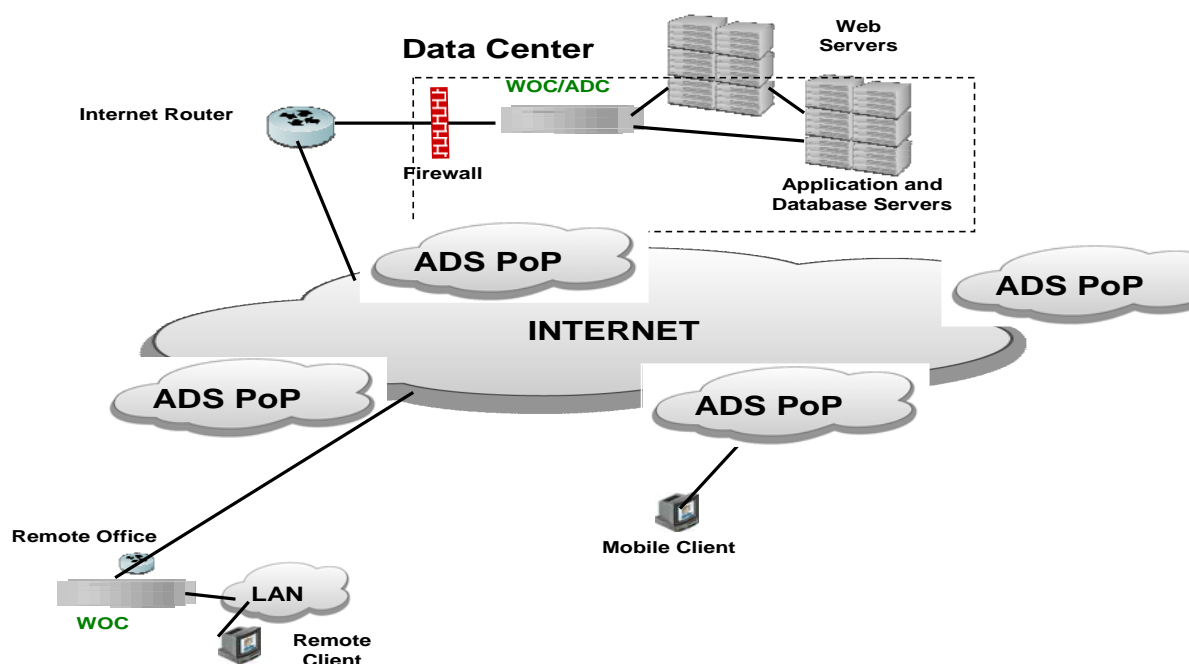 Web
Servers
Data Center
WOC/ADC
Internet Router
Firewall
Application and
Database Servers
ADS PoP
ADS PoP
INTERNET
ADS PoP
ADS PoP
Remote Office
Mobile Client
LAN
WOC
Remote
Client